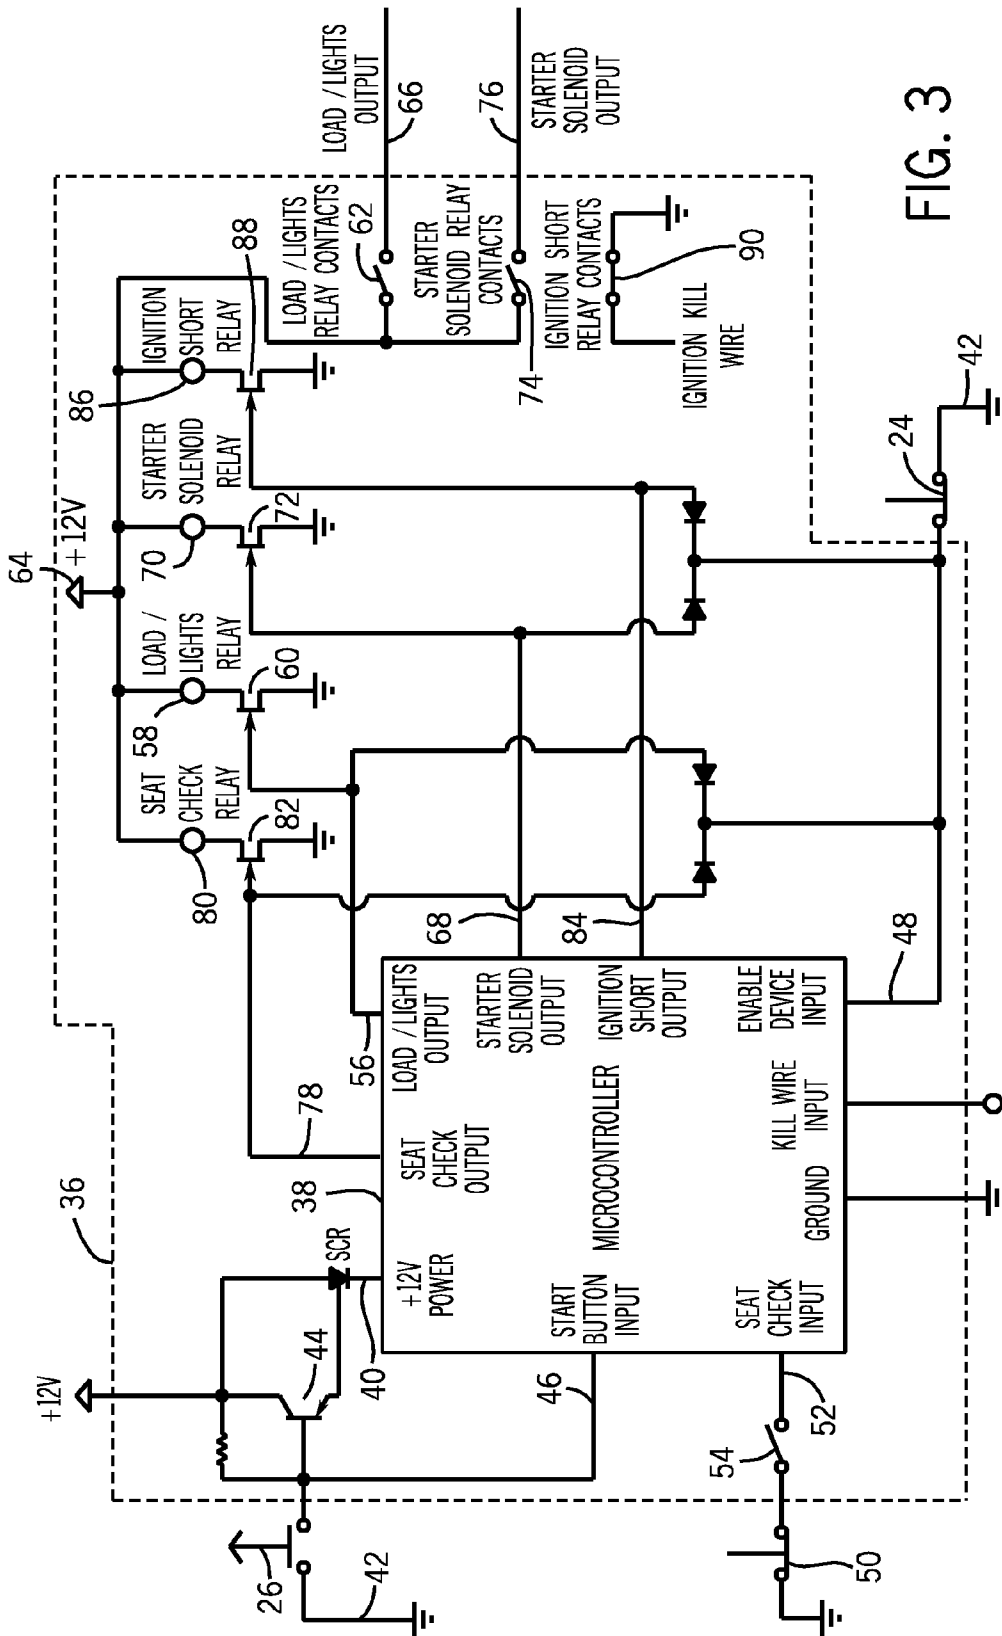 36
+12V
26
42
44
SCR
40
46
38
78
56
+12V
POWER
SEAT
CHECK
OUTPUT
LOAD / LIGHTS
OUTPUT
START
BUTTON
INPUT
MICROCONTROLLER
STARTER
SOLENOID
OUTPUT
IGNITION
SHORT
OUTPUT
SEAT
CHECK
INPUT
GROUND
KILL WIRE
INPUT
ENABLE
DEVICE
INPUT
50
54
52
48
68
84
64
+12V
SEAT
CHECK
RELAY
80
82
LOAD /
LIGHTS
RELAY
58
60
STARTER
SOLENOID
RELAY
70
72
IGNITION
SHORT
RELAY
86
88
LOAD / LIGHTS
RELAY CONTACTS
62
LOAD / LIGHTS
OUTPUT
66
STARTER
SOLENOID RELAY
CONTACTS
74
76
STARTER
SOLENOID
OUTPUT
IGNITION SHORT
RELAY CONTACTS
90
IGNITION KILL
WIRE
24
42
FIG. 3